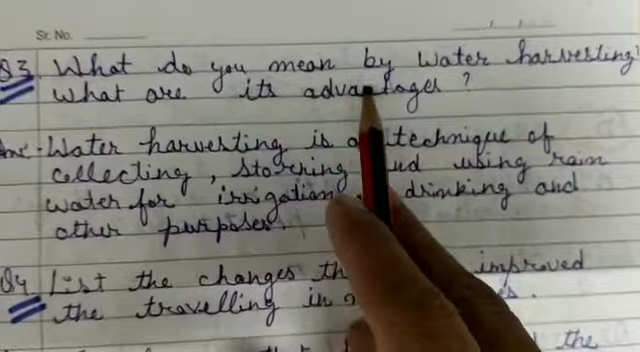 Sr. No.
Q3. What do you mean by water harvesting?
What are its advantages?
Ans:- Water harvesting is a technique of
collecting, storring and using rain
water for irrigation, drinking and
other purposes.
Q4. List the changes improved
the travelling in
the